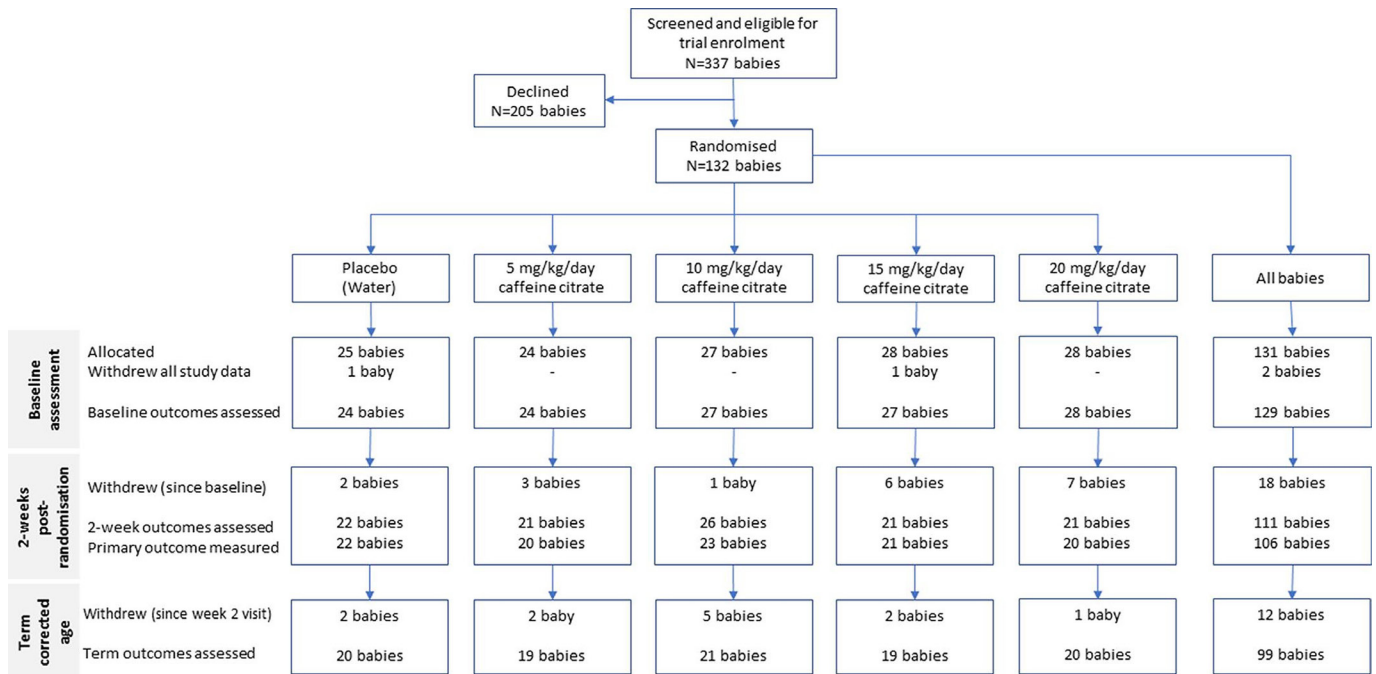 Screened and eligible for
trial enrolment
N=337 babies
Declined
N=205 babies
Randomised
N=132 babies
Placebo
(Water)
5 mg/kg/day
caffeine citrate
10 mg/kg/day
caffeine citrate
15 mg/kg/day
caffeine citrate
20 mg/kg/day
caffeine citrate
All babies
Baseline
assessment
Allocated 25 babies 24 babies 27 babies 28 babies 28 babies 131 babies
Withdrew all study data 1 baby - - 1 baby - 2 babies
Baseline outcomes assessed 24 babies 24 babies 27 babies 27 babies 28 babies 129 babies
2-weeks
post-
randomisation
Withdrew (since baseline) 2 babies 3 babies 1 baby 6 babies 7 babies 18 babies
2-week outcomes assessed 22 babies 21 babies 26 babies 21 babies 21 babies 111 babies
Primary outcome measured 22 babies 20 babies 23 babies 21 babies 20 babies 106 babies
Term
corrected
age
Withdrew (since week 2 visit) 2 babies 2 baby 5 babies 2 babies 1 baby 12 babies
Term outcomes assessed 20 babies 19 babies 21 babies 19 babies 20 babies 99 babies